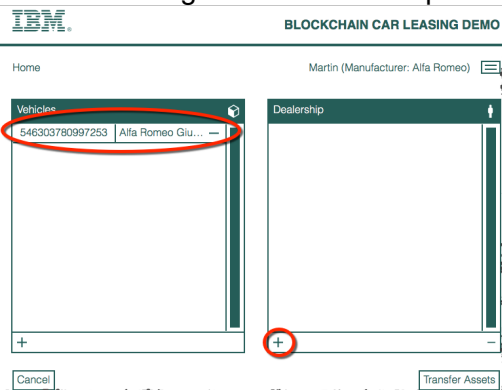 IBM.
BLOCKCHAIN CAR LEASING DEMO
Home
Martin (Manufacturer: Alfa Romeo)
Vehicles
Dealership
546303780997253 Alfa Romeo Giu... −
+
+ −
Cancel
Transfer Assets